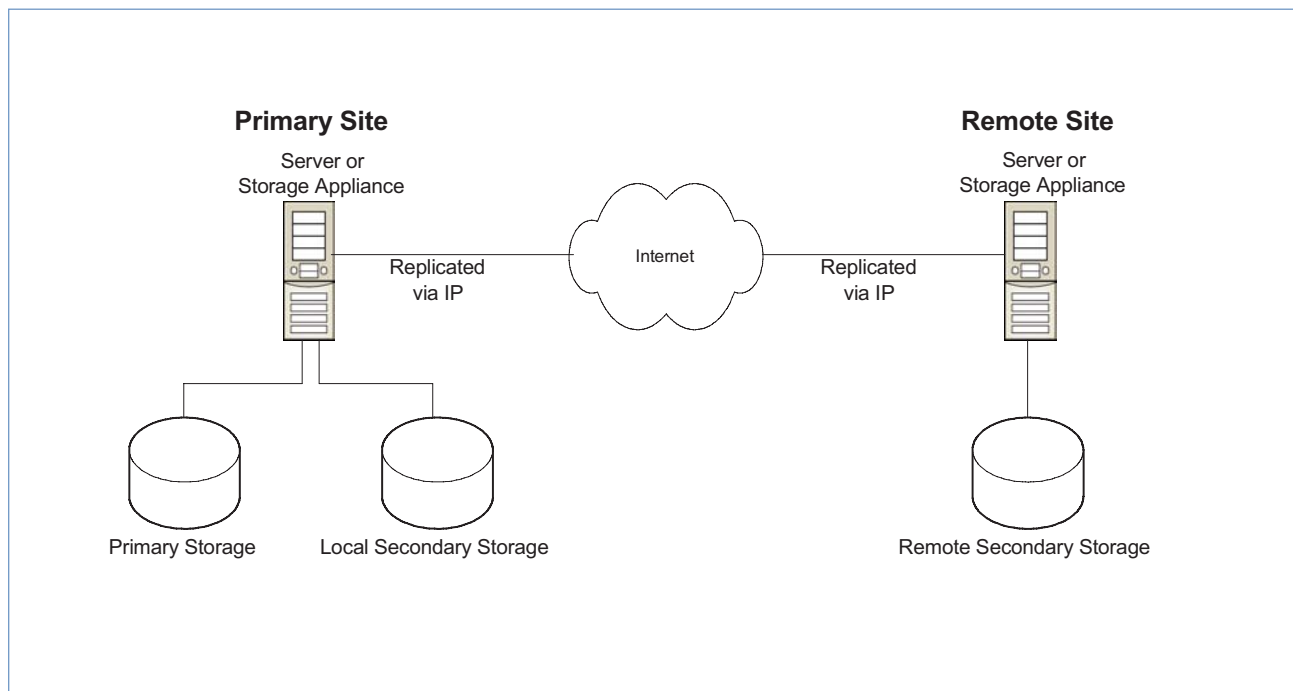 Primary Site
Server or
Storage Appliance
Remote Site
Server or
Storage Appliance
Replicated
via IP
Internet
Replicated
via IP
Primary Storage
Local Secondary Storage
Remote Secondary Storage